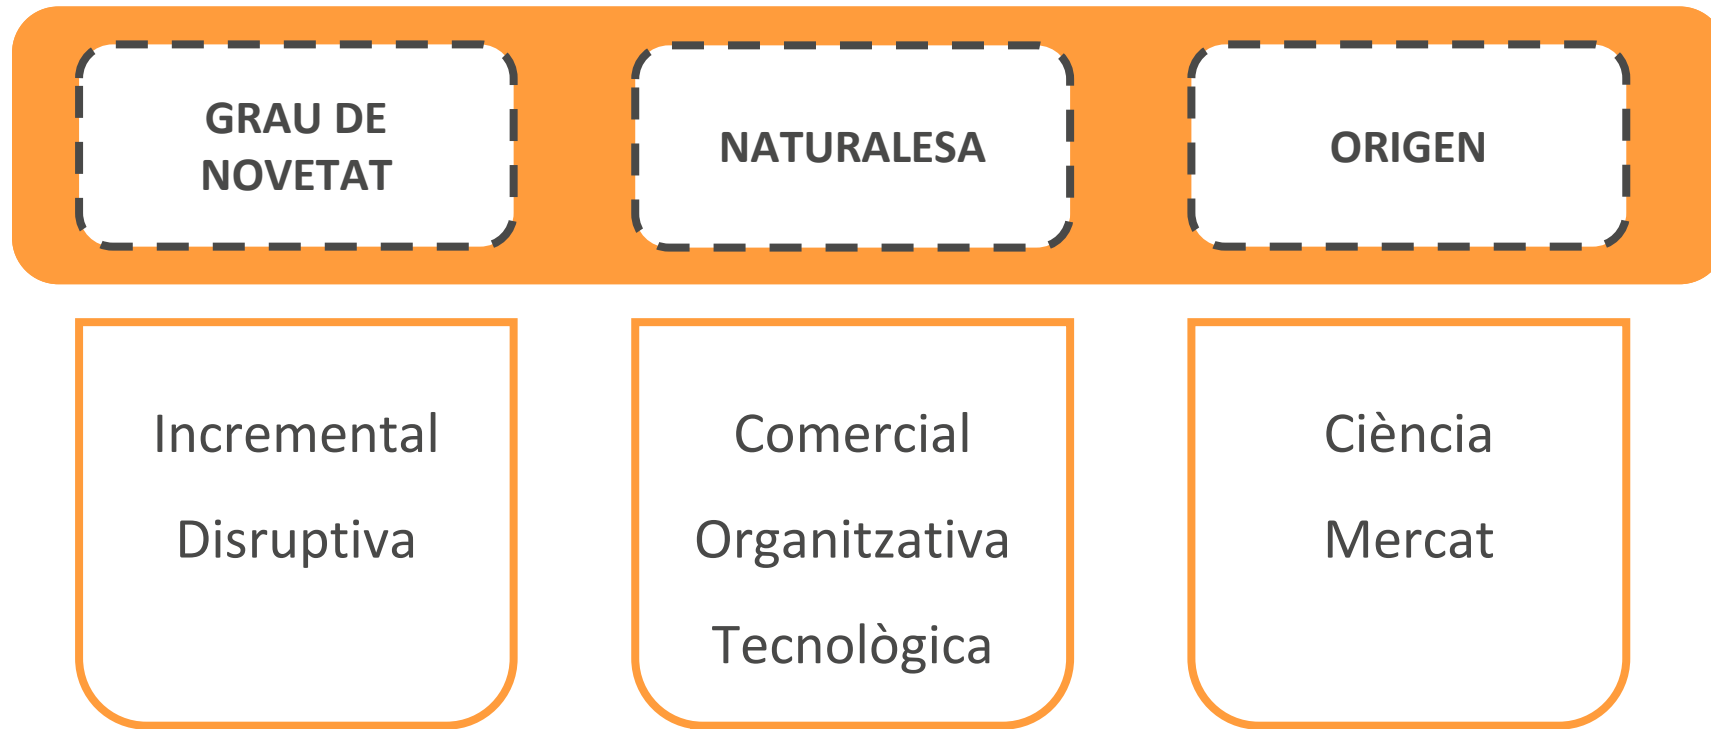 GRAU DE
NOVETAT
NATURALESA
ORIGEN
Incremental
Disruptiva
Comercial
Organitzativa
Tecnològica
Ciència
Mercat